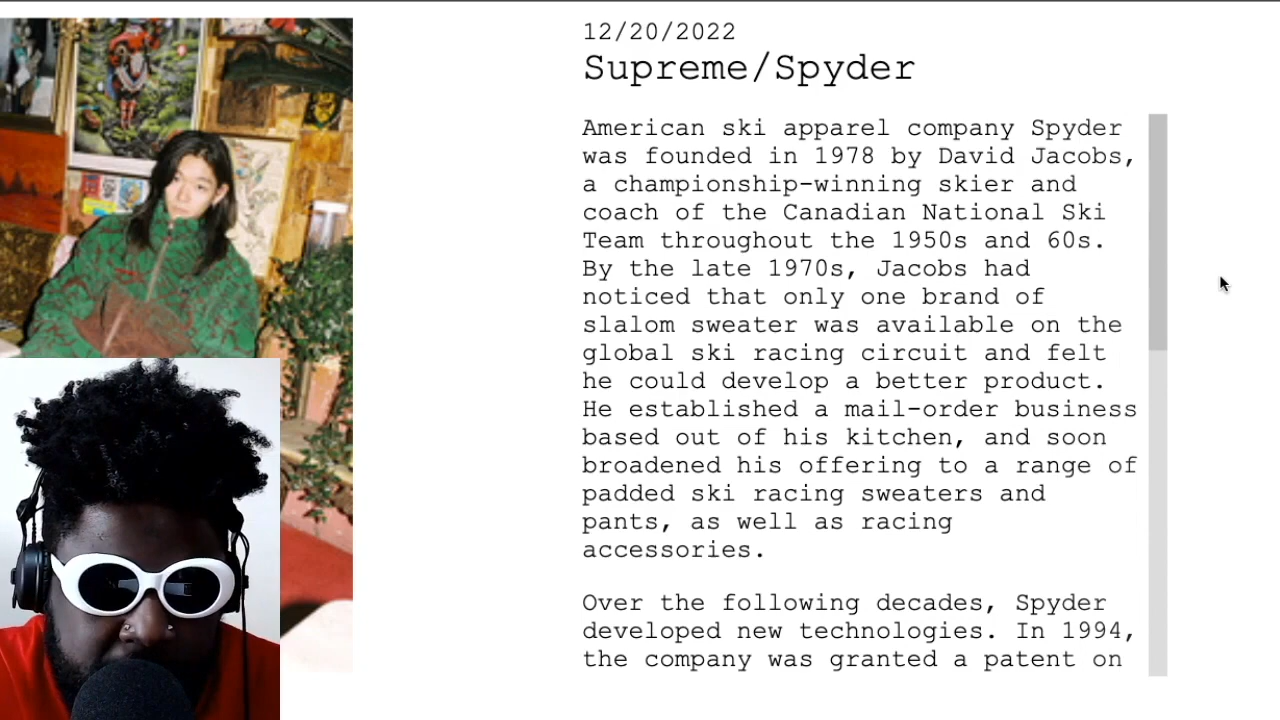 12/20/2022
Supreme/Spyder
American ski apparel company Spyder
was founded in 1978 by David Jacobs,
a championship-winning skier and
coach of the Canadian National Ski
Team throughout the 1950s and 60s.
By the late 1970s, Jacobs had
noticed that only one brand of
slalom sweater was available on the
global ski racing circuit and felt
he could develop a better product.
He established a mail-order business
based out of his kitchen, and soon
broadened his offering to a range of
padded ski racing sweaters and
pants, as well as racing
accessories.
Over the following decades, Spyder
developed new technologies. In 1994,
the company was granted a patent on